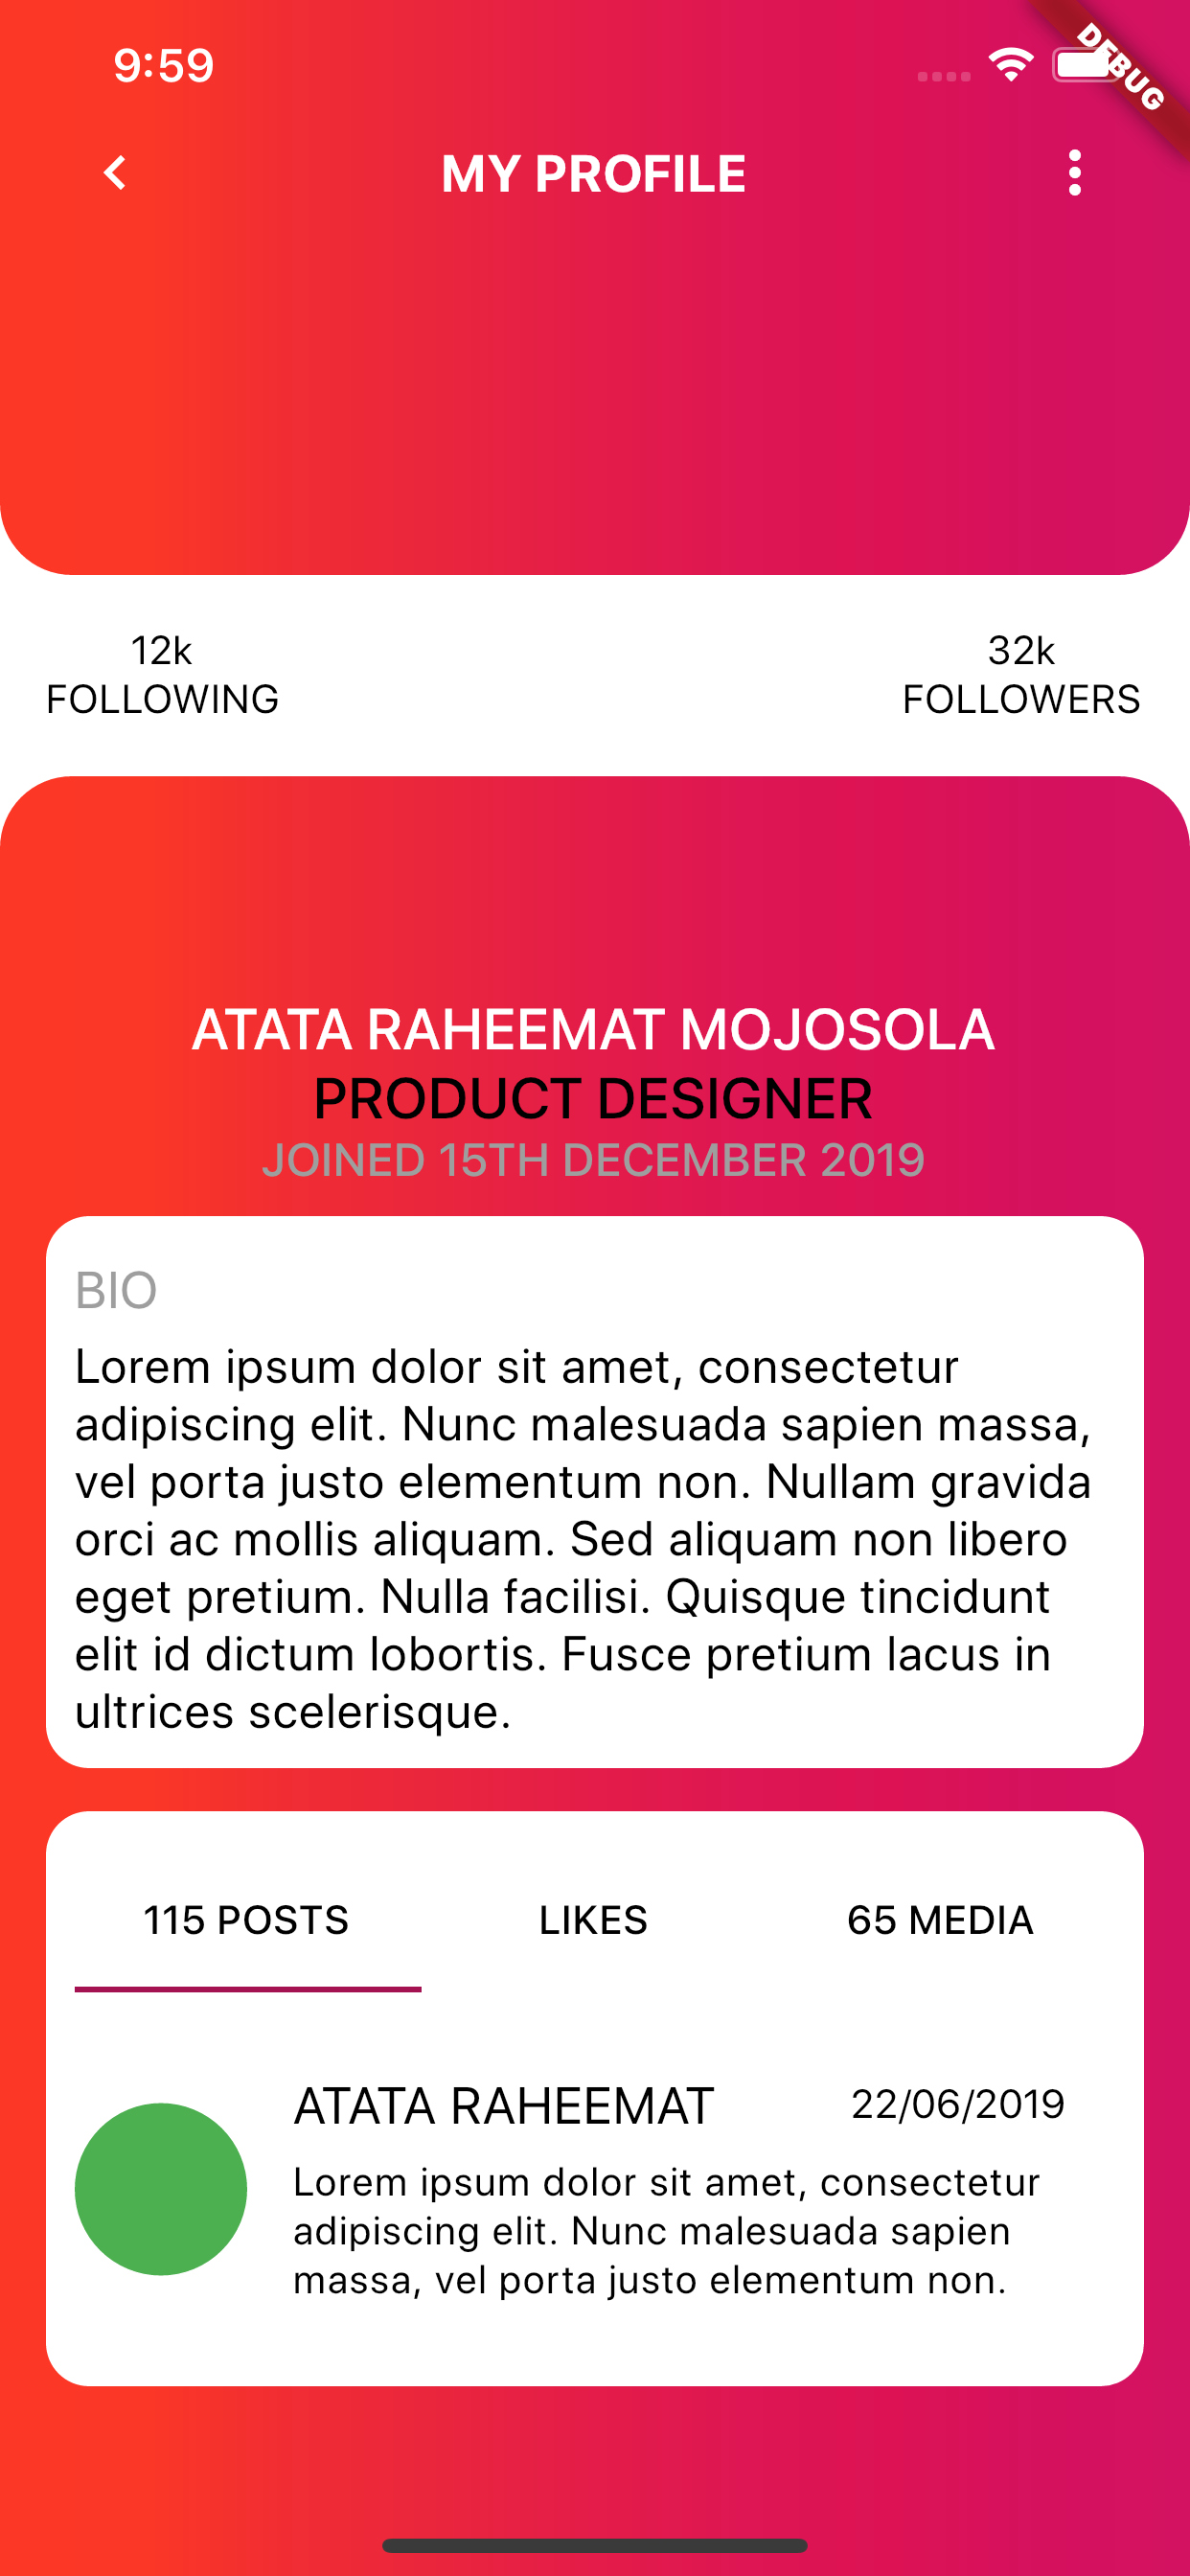 9:59
DEBUG
MY PROFILE
12k
FOLLOWING
32k
FOLLOWERS
ATATA RAHEEMAT MOJOSOLA
PRODUCT DESIGNER
JOINED 15TH DECEMBER 2019
BIO
Lorem ipsum dolor sit amet, consectetur
adipiscing elit. Nunc malesuada sapien massa,
vel porta justo elementum non. Nullam gravida
orci ac mollis aliquam. Sed aliquam non libero
eget pretium. Nulla facilisi. Quisque tincidunt
elit id dictum lobortis. Fusce pretium lacus in
ultrices scelerisque.
115 POSTS LIKES 65 MEDIA
ATATA RAHEEMAT 22/06/2019
Lorem ipsum dolor sit amet, consectetur
adipiscing elit. Nunc malesuada sapien
massa, vel porta justo elementum non.